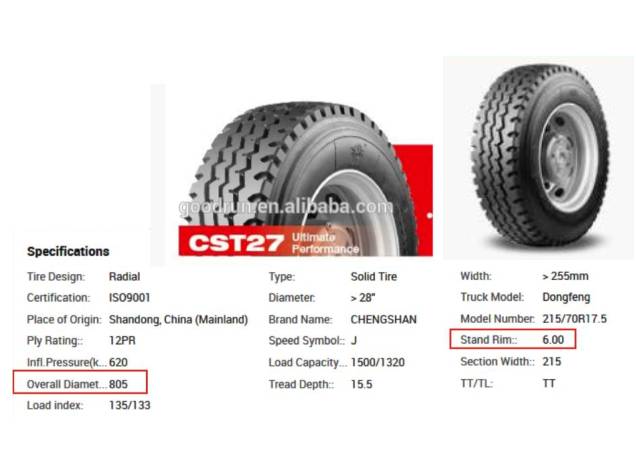 goodrun.en.alibaba.com
CST27 Ultimate
Performance
Specifications
Tire Design: Radial
Certification: ISO9001
Place of Origin: Shandong, China (Mainland)
Ply Rating:: 12PR
Infl.Pressure(k... 620
Overall Diamet... 805
Load index: 135/133
Type: Solid Tire
Diameter: > 28"
Brand Name: CHENGSHAN
Speed Symbol:: J
Load Capacity... 1500/1320
Tread Depth:: 15.5
Width: > 255mm
Truck Model: Dongfeng
Model Number: 215/70R17.5
Stand Rim:: 6.00
Section Width:: 215
TT/TL: TT